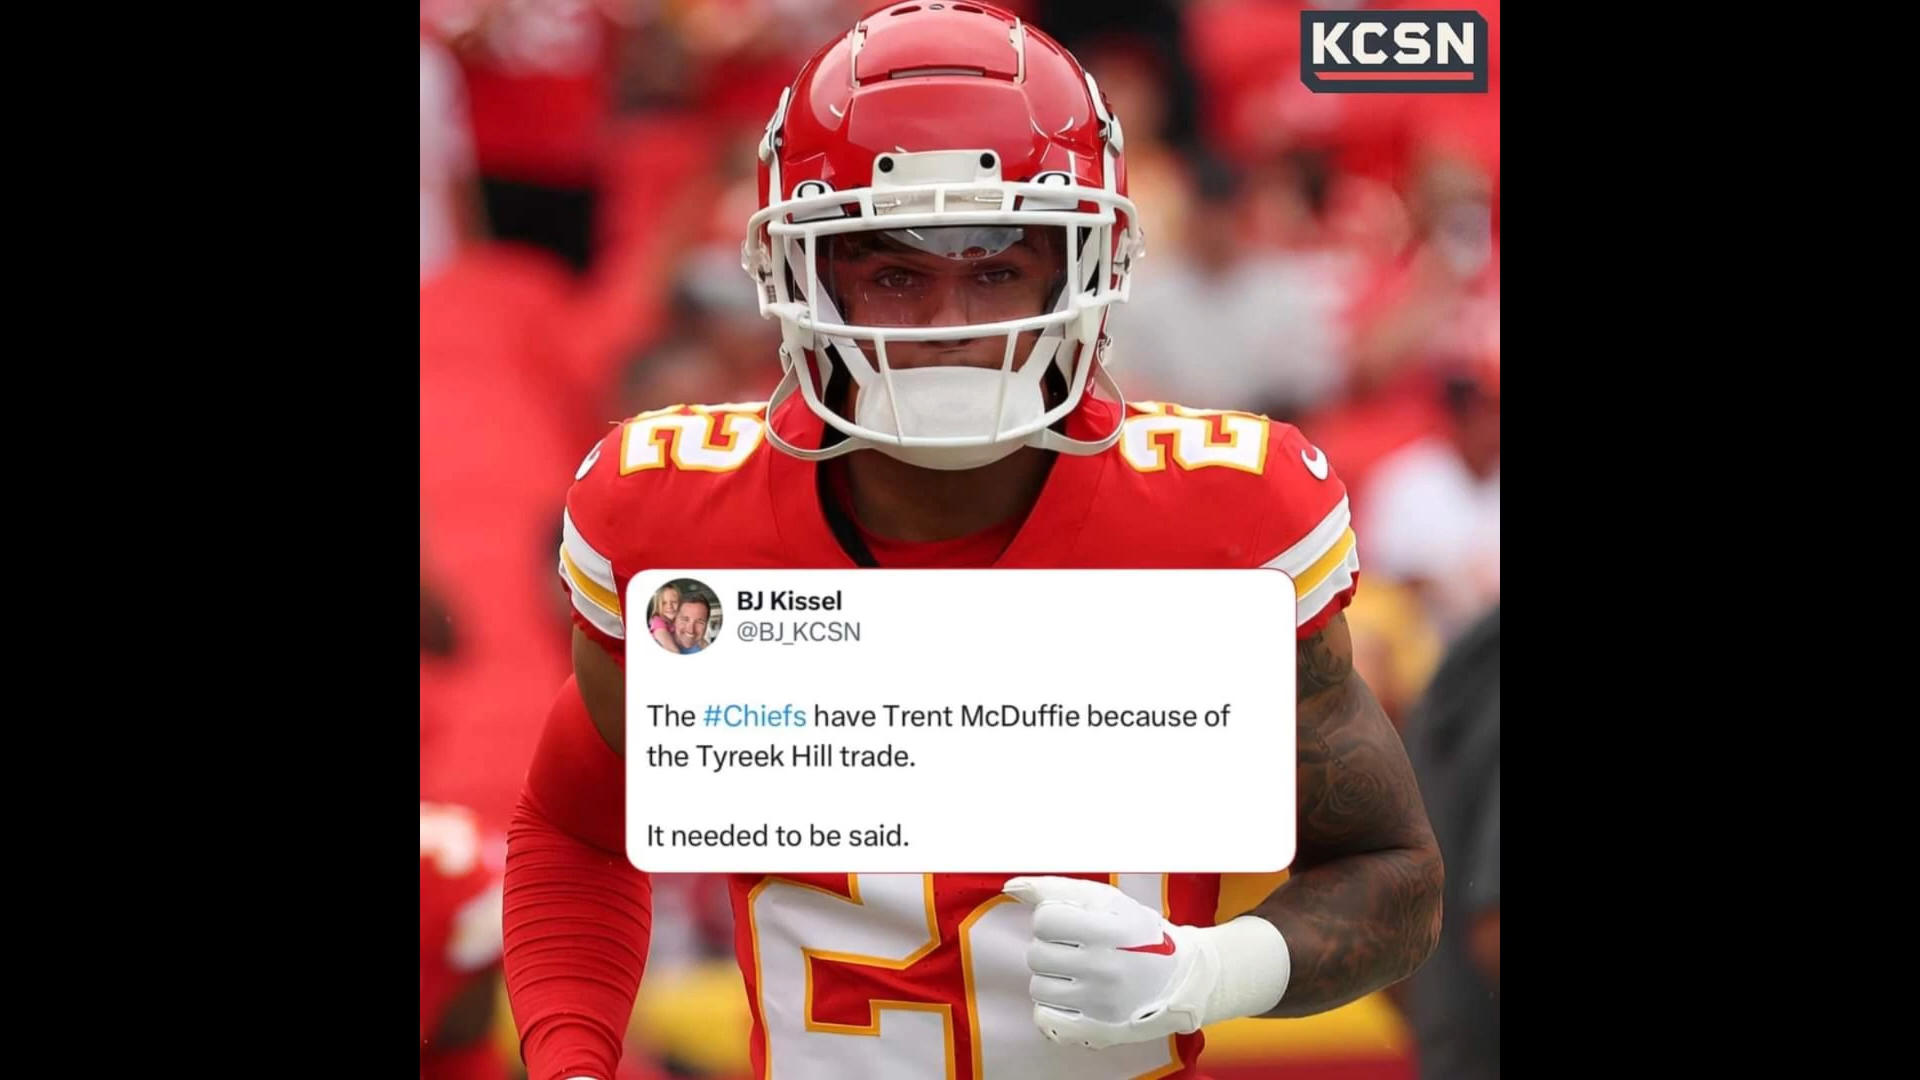 KCSN
22
22
BJ Kissel
@BJ_KCSN
The #Chiefs have Trent McDuffie because of
the Tyreek Hill trade.
It needed to be said.